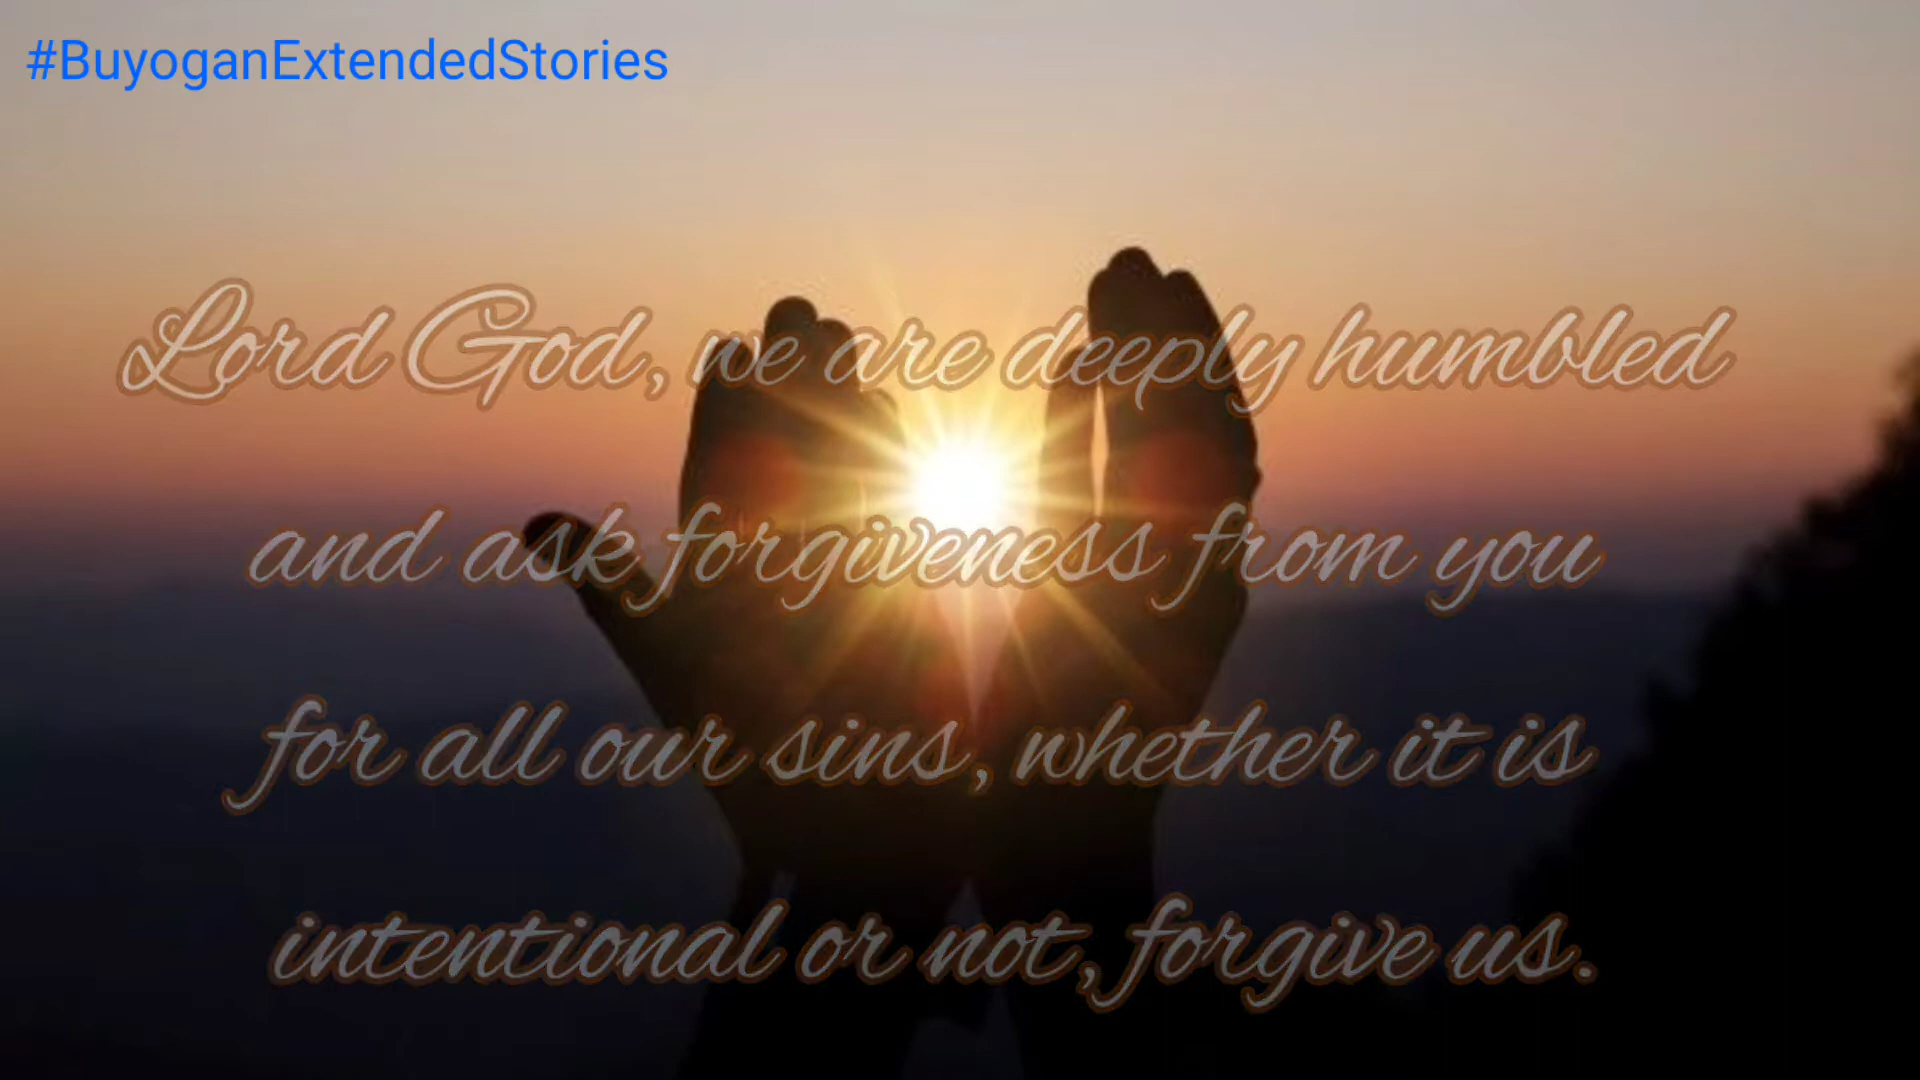 #BuyoganExtendedStories
Lord God, we are deeply humbled
and ask forgiveness from you
for all our sins, whether it is
intentional or not, forgive us.